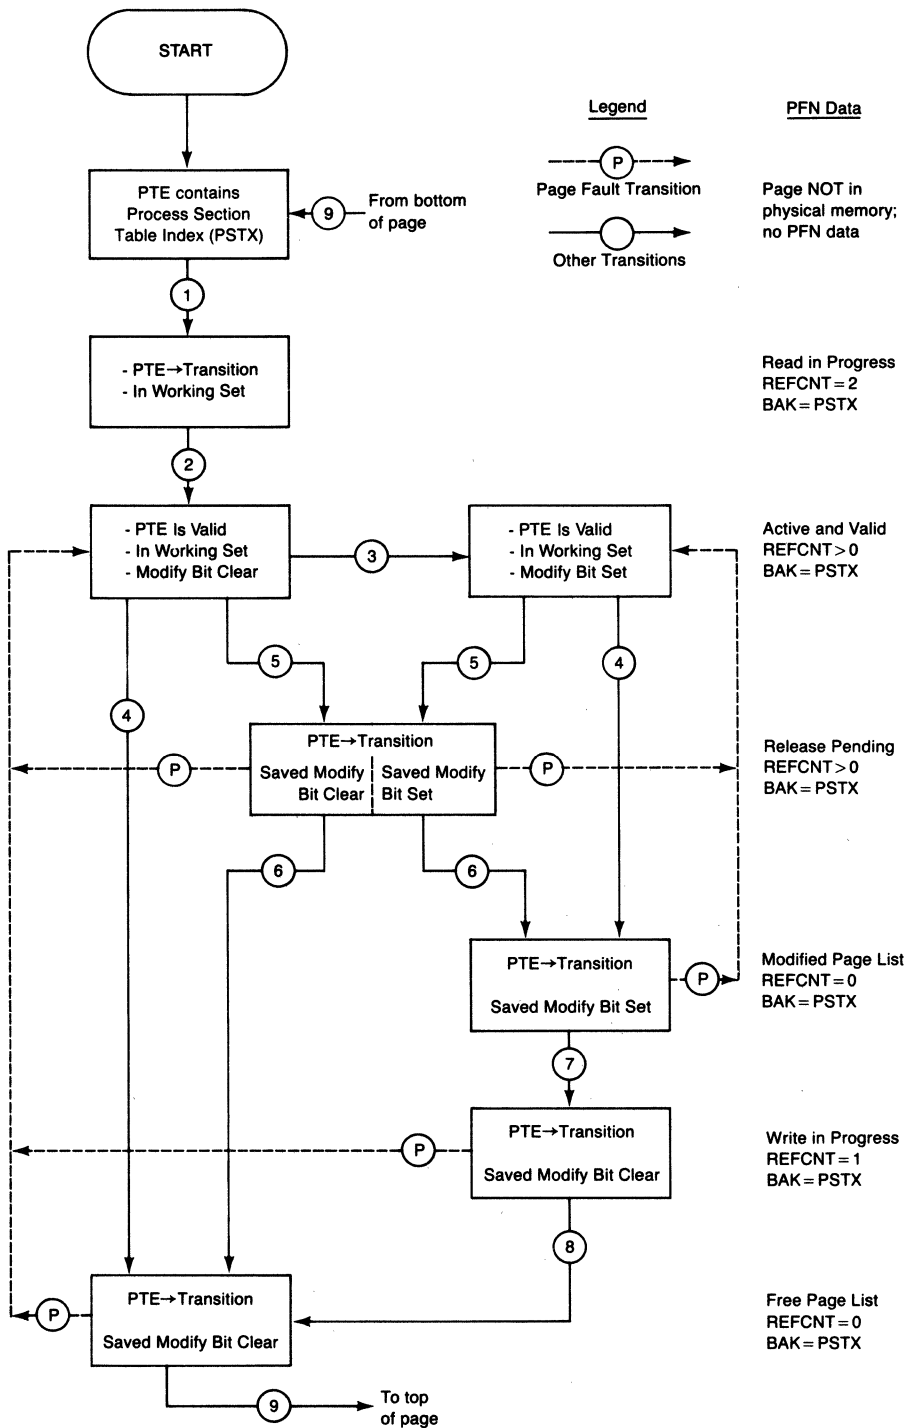 START
Legend
PFN Data
P
Page Fault Transition
Other Transitions
Page NOT in
physical memory;
no PFN data
PTE contains
Process Section
Table Index (PSTX)
9
From bottom
of page
1
- PTE→Transition
- In Working Set
Read in Progress
REFCNT=2
BAK=PSTX
2
- PTE Is Valid
- In Working Set
- Modify Bit Clear
3
- PTE Is Valid
- In Working Set
- Modify Bit Set
Active and Valid
REFCNT>0
BAK=PSTX
5
5
4
4
PTE→Transition
Saved Modify
Bit Clear
Saved Modify
Bit Set
P
P
Release Pending
REFCNT>0
BAK=PSTX
6
6
PTE→Transition
Saved Modify Bit Set
P
Modified Page List
REFCNT=0
BAK=PSTX
7
PTE→Transition
Saved Modify Bit Clear
P
Write in Progress
REFCNT=1
BAK=PSTX
8
PTE→Transition
Saved Modify Bit Clear
P
Free Page List
REFCNT=0
BAK=PSTX
9
To top
of page